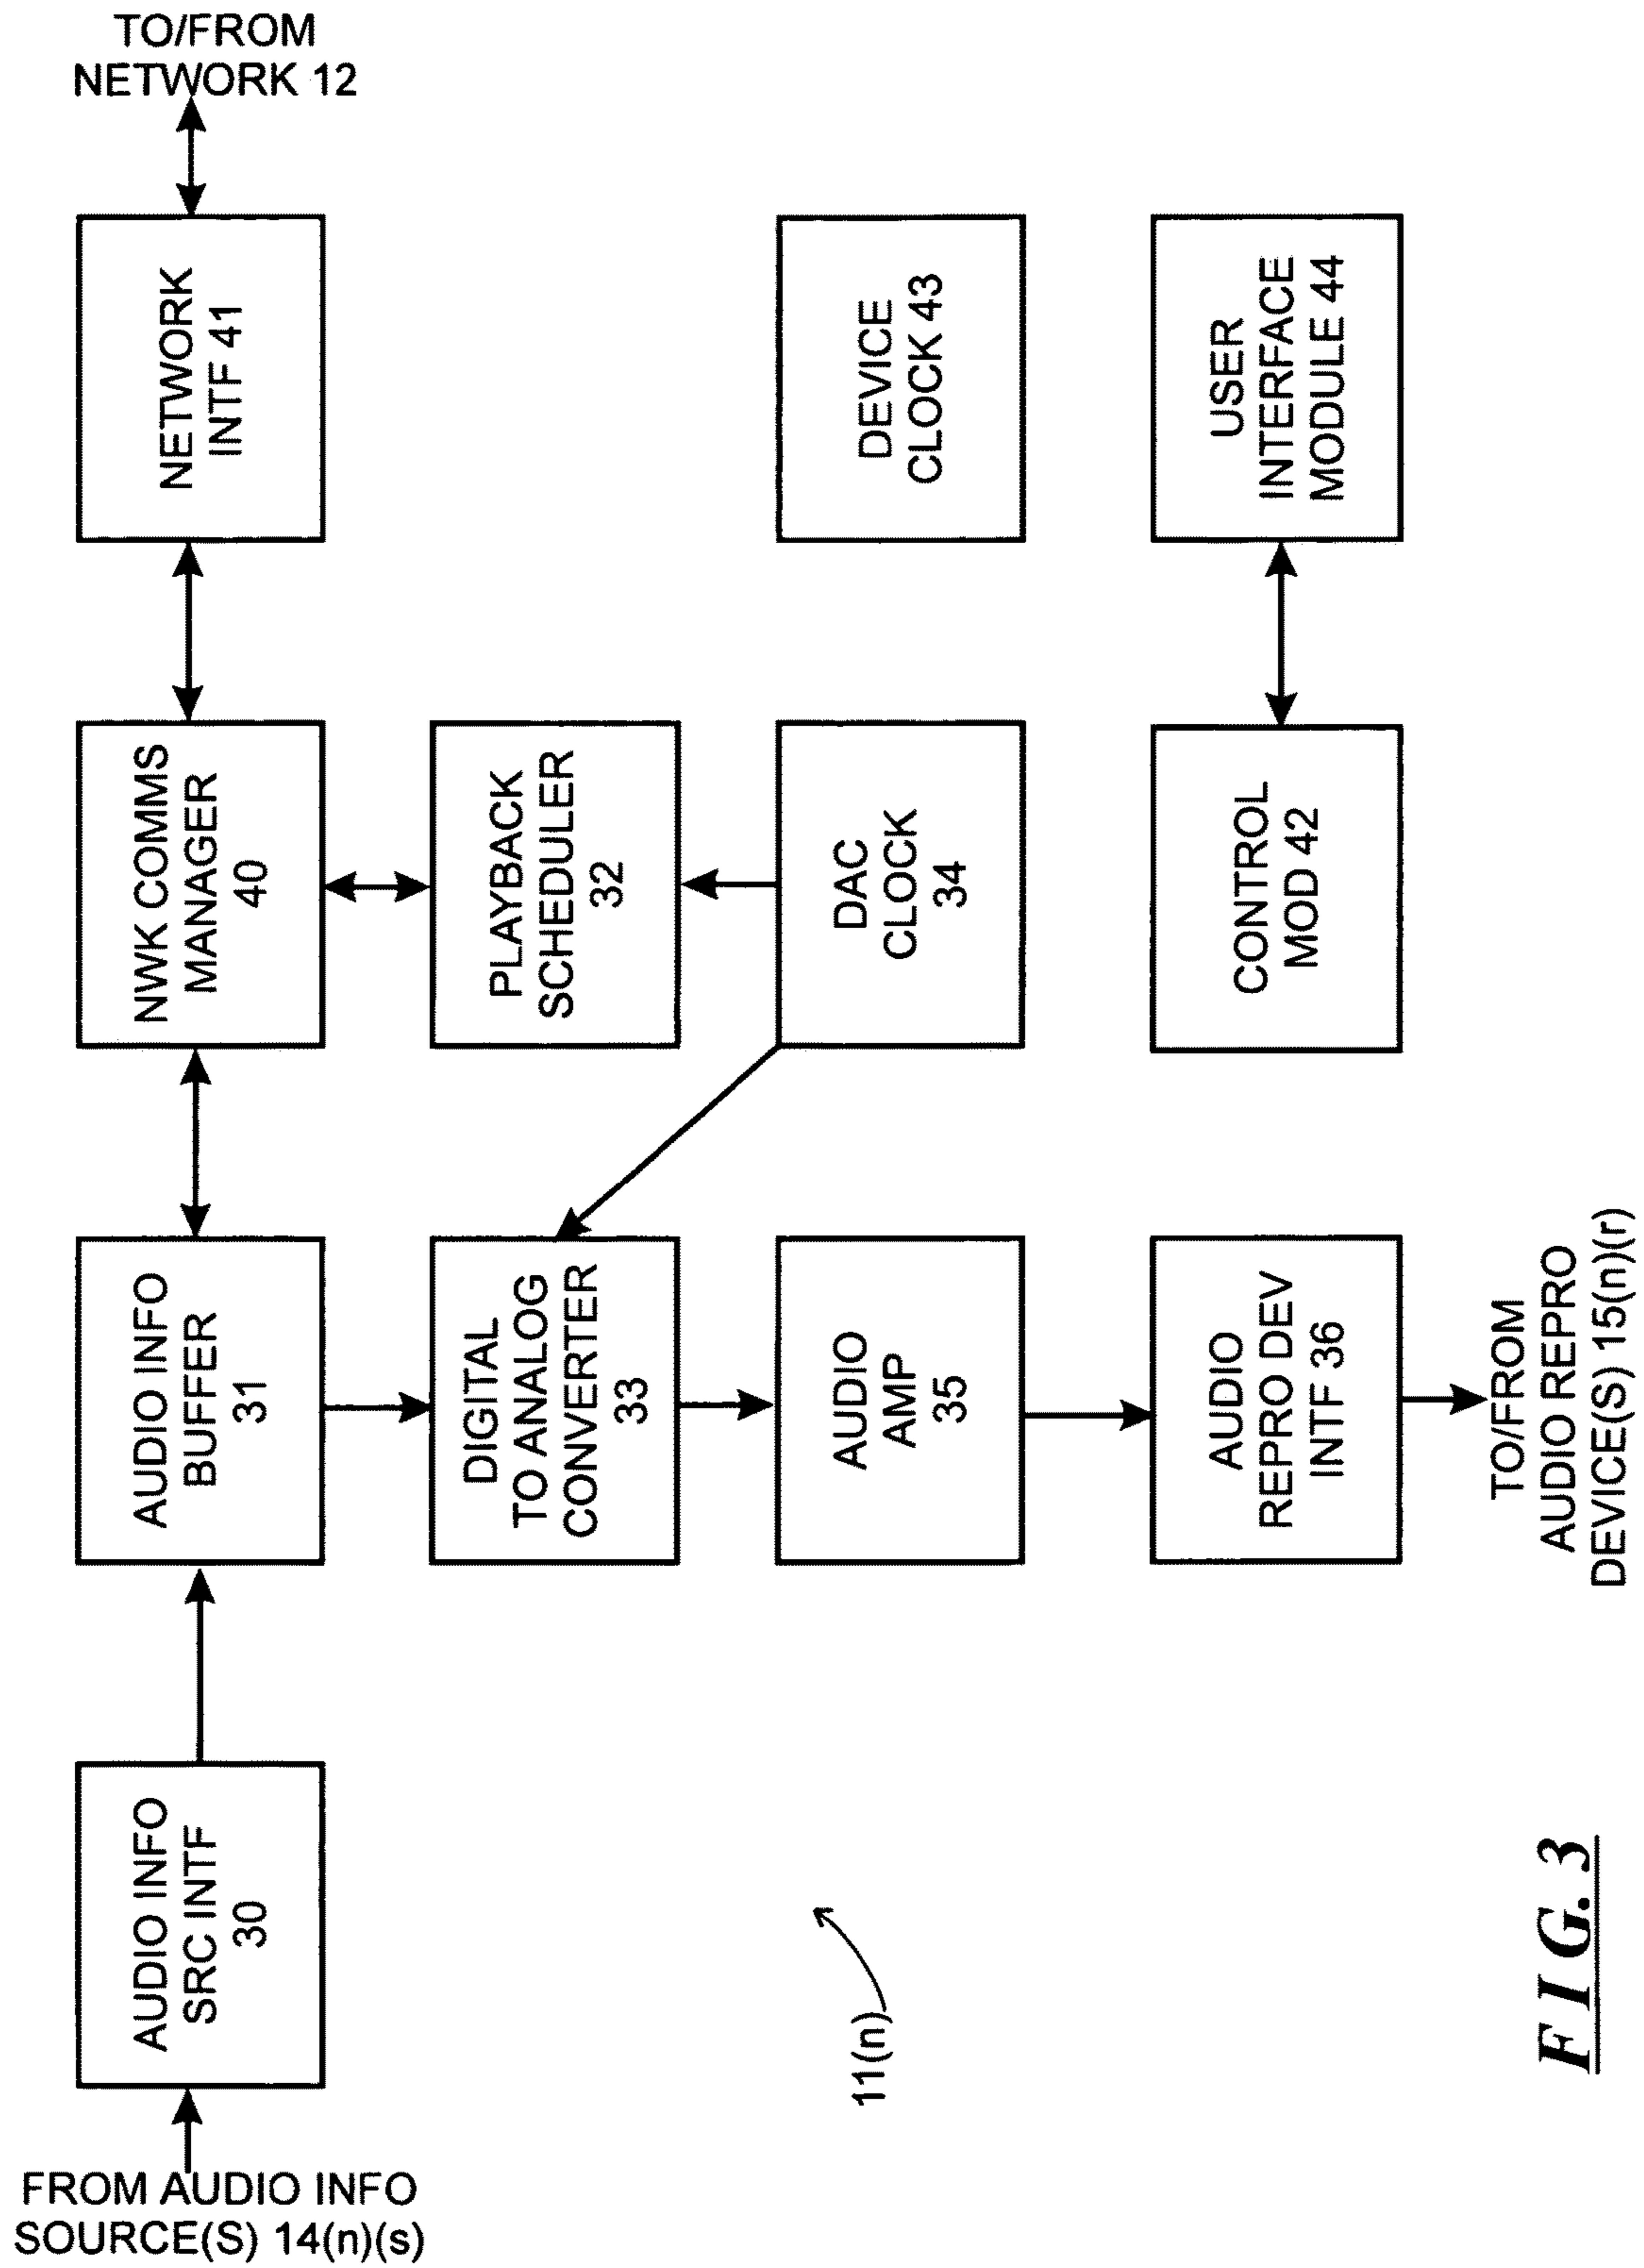 TO/FROM
NETWORK 12
NETWORK
INTF 41
DEVICE
CLOCK 43
USER
INTERFACE
MODULE 44
NWK COMMS
MANAGER
40
PLAYBACK
SCHEDULER
32
DAC
CLOCK
34
CONTROL
MOD 42
AUDIO INFO
BUFFER
31
DIGITAL
TO ANALOG
CONVERTER
33
AUDIO
AMP
35
AUDIO
REPRO DEV
INTF 36
TO/FROM
AUDIO REPRO
DEVICE(S) 15(n)(r)
AUDIO INFO
SRC INTF
30
11(n)
FROM AUDIO INFO
SOURCE(S) 14(n)(s)
FIG. 3